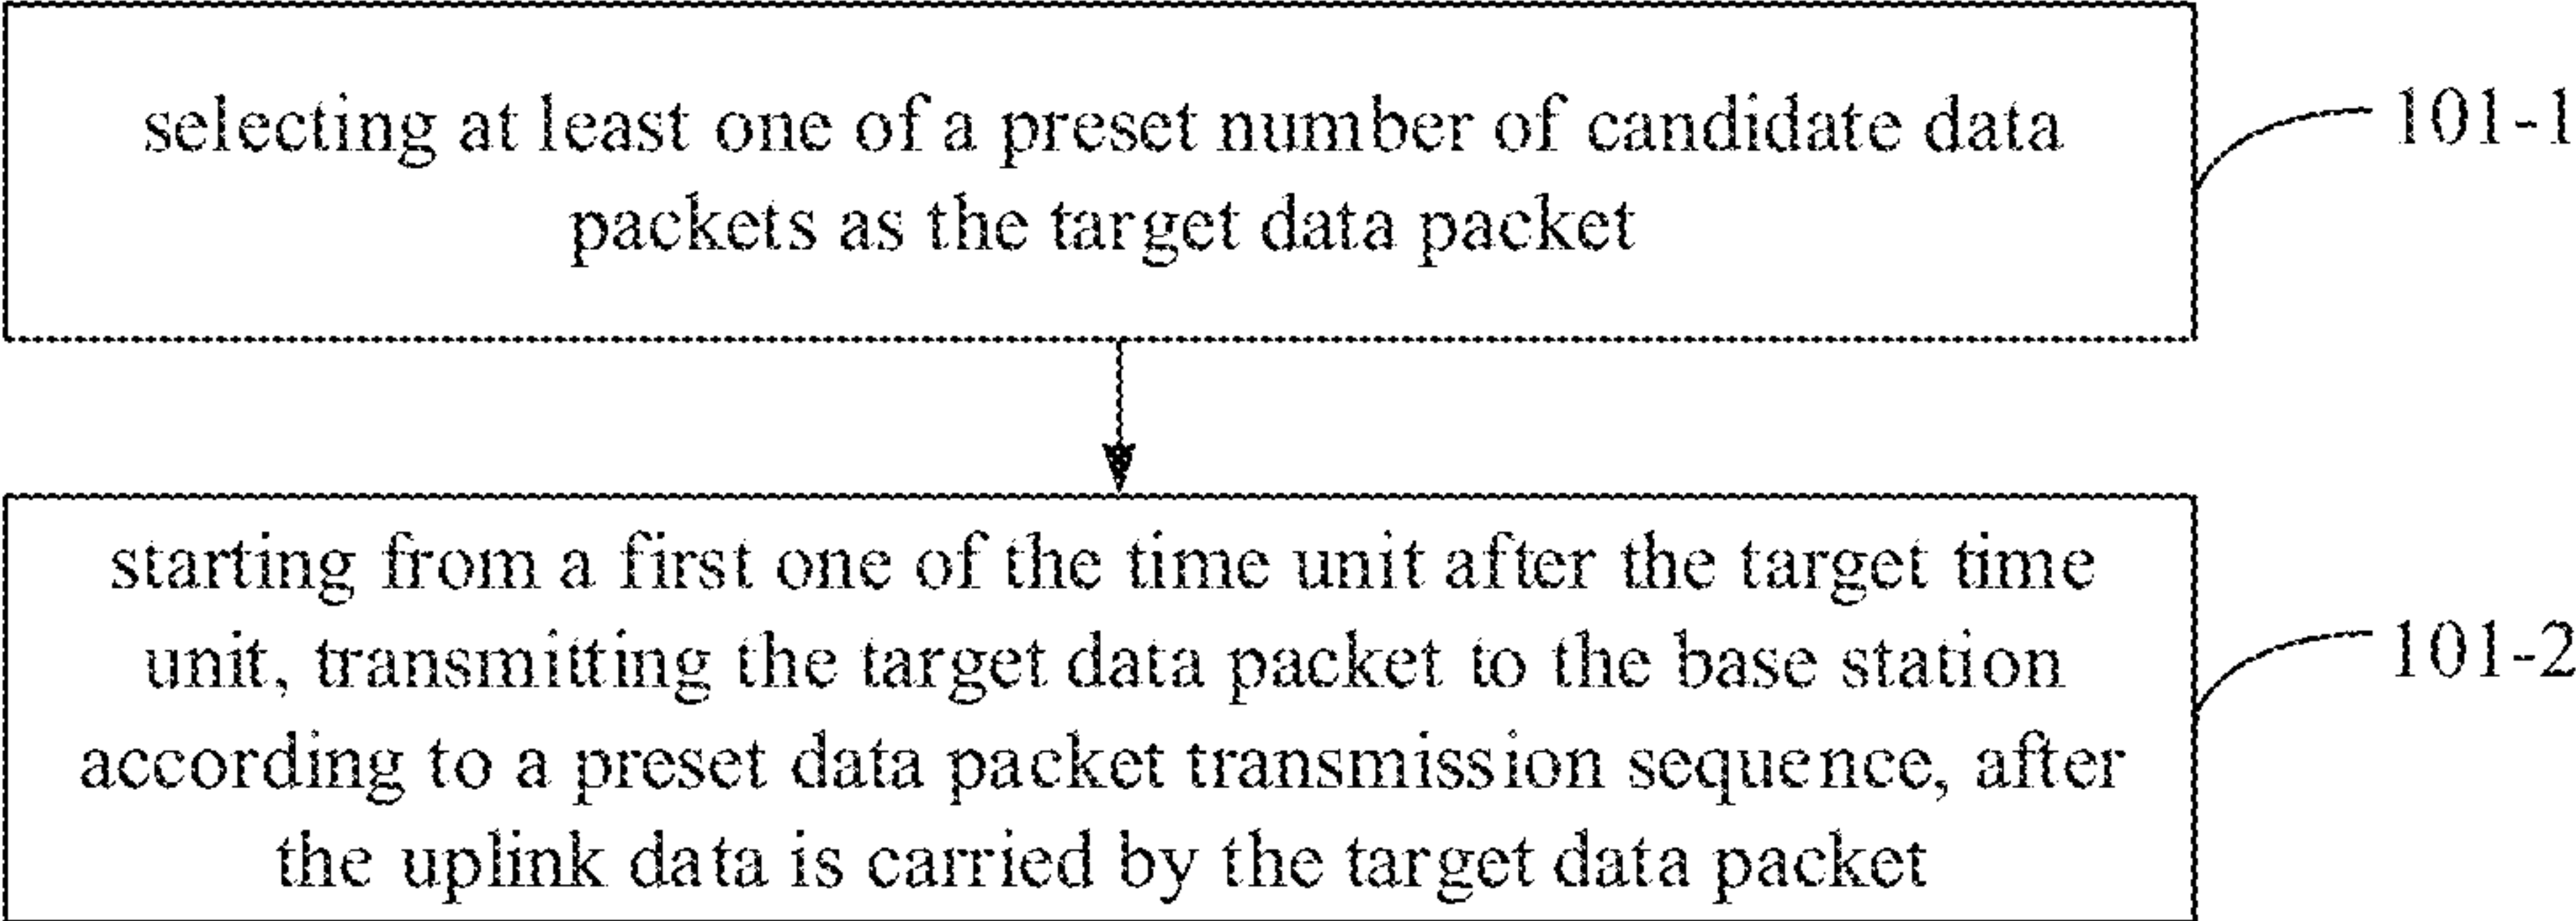 selecting at least one of a preset number of candidate data
packets as the target data packet
101-1
starting from a first one of the time unit after the target time
unit, transmitting the target data packet to the base station
according to a preset data packet transmission sequence, after
the uplink data is carried by the target data packet
101-2